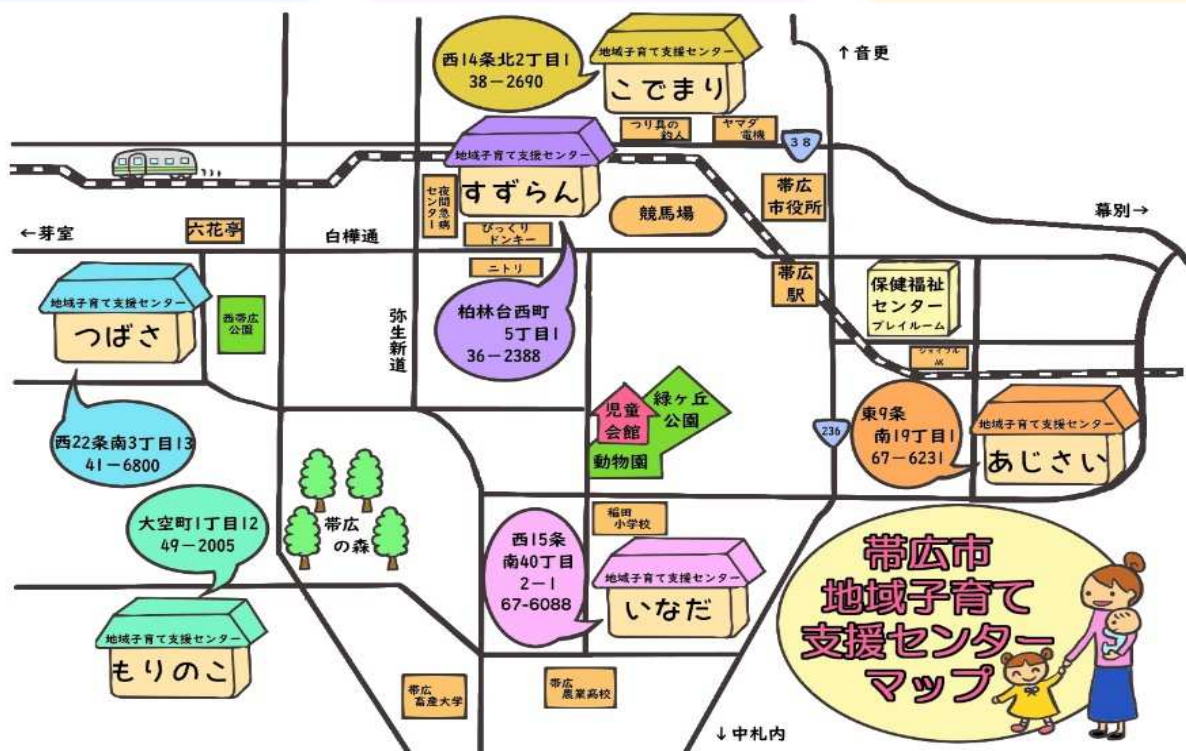 西14条北2丁目1
38－2690
地域子育て支援センター
こでまり
↑音更
つり具の
釣人
ヤマダ
電機
38
地域子育て支援センター
すずらん
夜間急病
センター
競馬場
帯広
市役所
幕別→
←芽室
六花亭
白樺通
びっくり
ドンキー
ニトリ
帯広
駅
保健福祉
センター
プレイルーム
地域子育て支援センター
つばさ
西帯広
公園
弥生新道
柏林台西町
5丁目1
36－2388
ジョイフル
AK
西22条南3丁目13
41－6800
児童
会館
緑ヶ丘
公園
動物園
236
東9条
南19丁目1
67－6231
地域子育て支援センター
あじさい
大空町1丁目12
49－2005
帯広
の森
西15条
南40丁目
2－1
67-6088
稲田
小学校
地域子育て支援センター
いなだ
地域子育て支援センター
もりのこ
帯広
畜産大学
帯広
農業高校
↓中札内
帯広市
地域子育て
支援センター
マップ